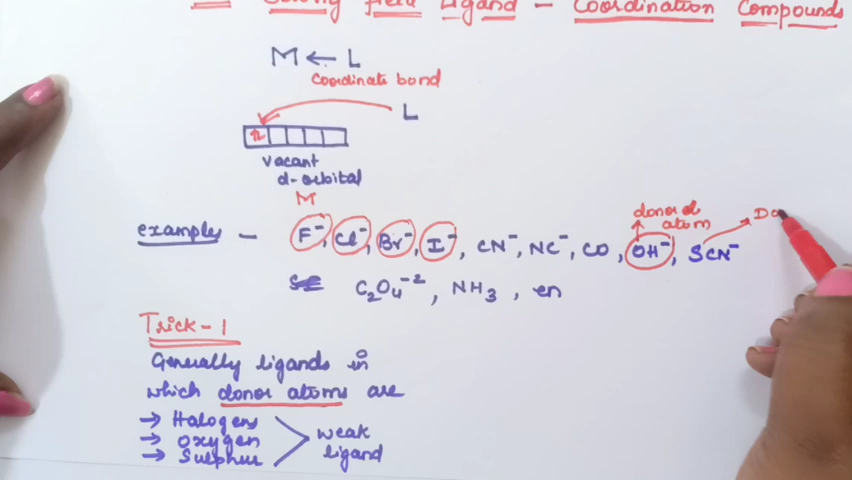 Strong Field Ligand - Coordination Compounds
M ← L
Coordinate bond
L
vacant
d-orbital
M
donor
atom
Do
example - F⁻, Cl⁻, Br⁻, I⁻, CN⁻, NC⁻, CO, OH⁻, SCN⁻
C₂O₄⁻², NH₃, en
Trick-1
Generally ligands in
which donor atoms are
→ Halogens
→ Oxygen
→ Sulphur
weak
ligand